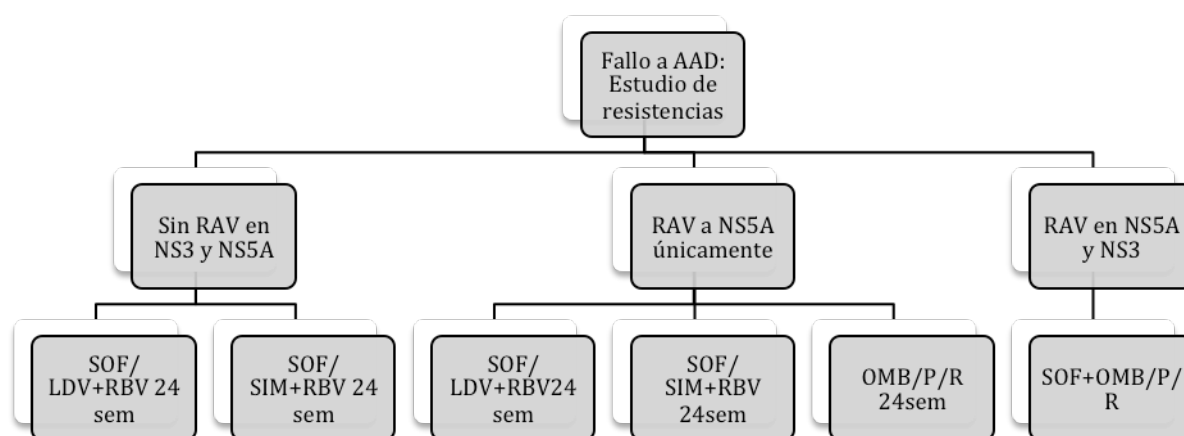 Fallo a AAD:
Estudio de
resistencias
Sin RAV en
NS3 y NS5A
RAV a NS5A
únicamente
RAV en NS5A
y NS3
SOF/
LDV+RBV 24
sem
SOF/
SIM+RBV 24
sem
SOF/
LDV+RBV24
sem
SOF/
SIM+RBV
24sem
OMB/P/R
24sem
SOF+OMB/P/
R